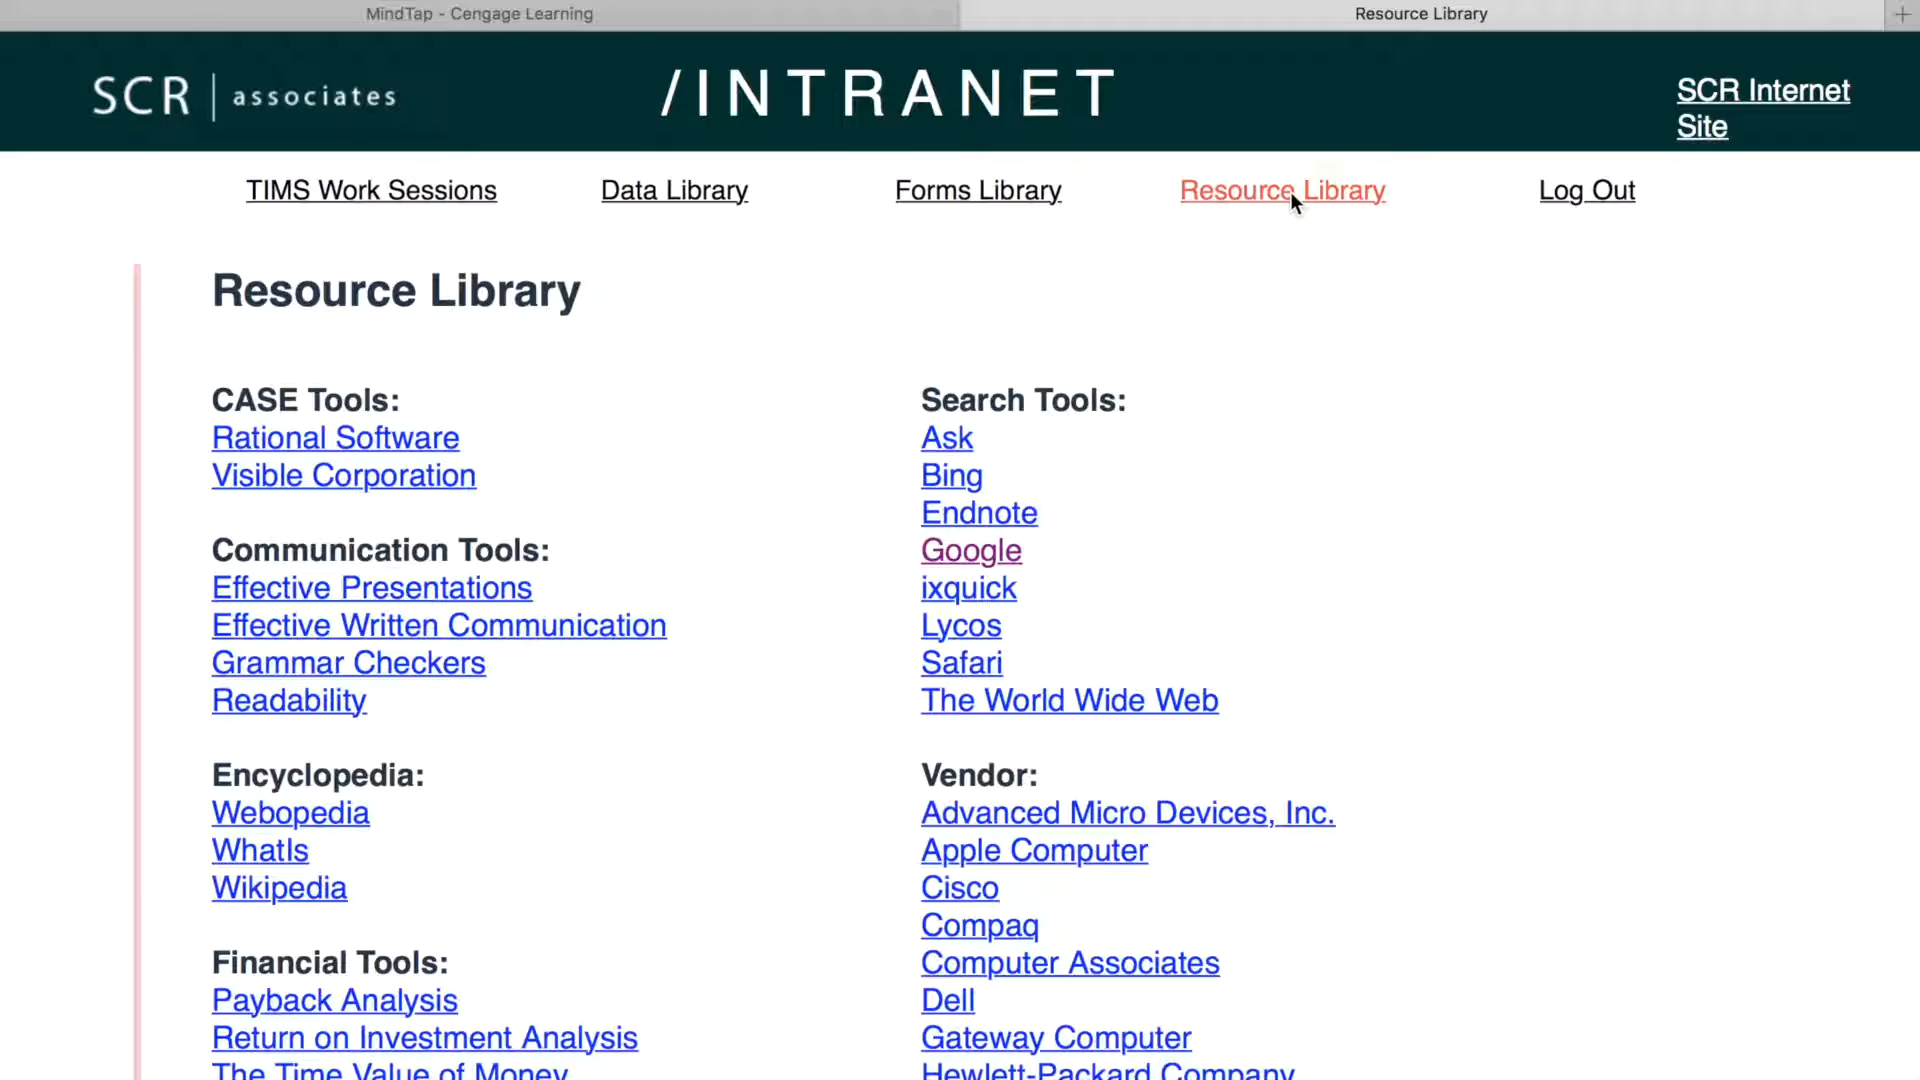 MindTap - Cengage Learning
Resource Library
SCR | associates
/INTRANET
SCR Internet
Site
TIMS Work Sessions
Data Library
Forms Library
Resource Library
Log Out
Resource Library
CASE Tools:
Rational Software
Visible Corporation
Communication Tools:
Effective Presentations
Effective Written Communication
Grammar Checkers
Readability
Encyclopedia:
Webopedia
WhatIs
Wikipedia
Financial Tools:
Payback Analysis
Return on Investment Analysis
The Time Value of Money
Search Tools:
Ask
Bing
Endnote
Google
ixquick
Lycos
Safari
The World Wide Web
Vendor:
Advanced Micro Devices, Inc.
Apple Computer
Cisco
Compaq
Computer Associates
Dell
Gateway Computer
Hewlett-Packard Company